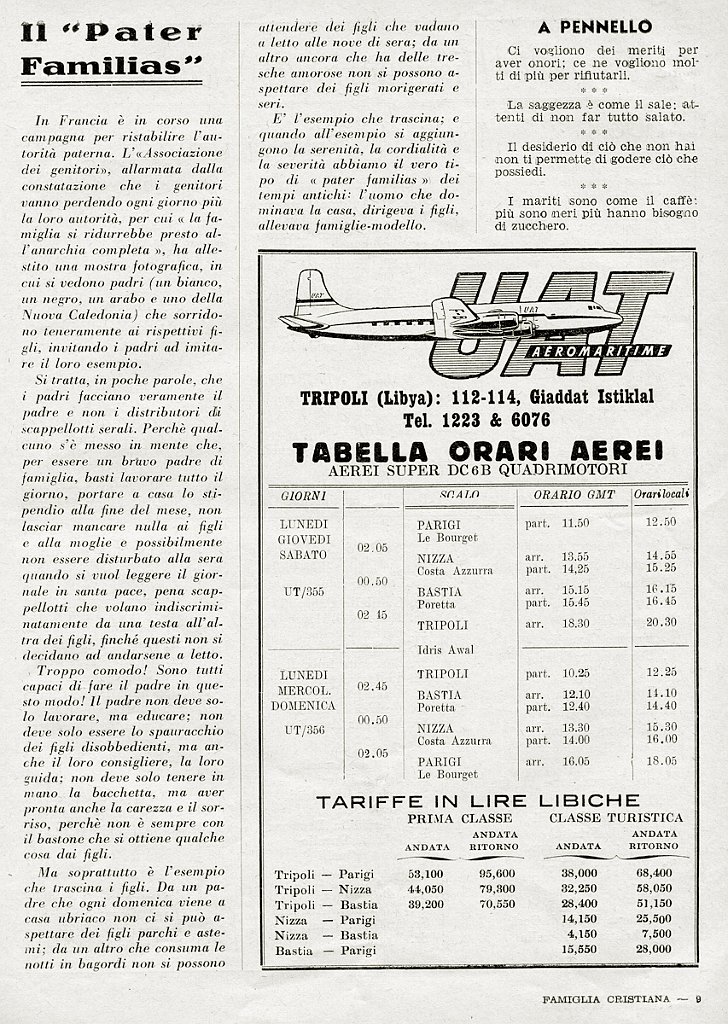 Il “Pater
Familias”
In Francia è in corso una
campagna per ristabilire l'au-
torità paterna. L'«Associazione
dei genitori», allarmata dalla
constatazione che i genitori
vanno perdendo ogni giorno più
la loro autorità, per cui « la fa-
miglia si ridurrebbe presto al-
l'anarchia completa », ha alle-
stito una mostra fotografica, in
cui si vedono padri (un bianco,
un negro, un arabo e uno della
Nuova Caledonia) che sorrido-
no teneramente ai rispettivi fi-
gli, invitando i padri ad imita-
re il loro esempio.
Si tratta, in poche parole, che
i padri facciano veramente il
padre e non i distributori di
scappellotti serali. Perchè qual-
cuno s'è messo in mente che,
per essere un bravo padre di
famiglia, basti lavorare tutto il
giorno, portare a casa lo sti-
pendio alla fine del mese, non
lasciar mancare nulla ai figli
e alla moglie e possibilmente
non essere disturbato alla sera
quando si vuol leggere il gior-
nale in santa pace, pena scap-
pellotti che volano indiscrimi-
natamente da una testa all'al-
tra dei figli, finché questi non si
decidano ad andarsene a letto.
Troppo comodo! Sono tutti
capaci di fare il padre in que-
sto modo! Il padre non deve so-
lo lavorare, ma educare; non
deve solo essere lo spauracchio
dei figli disobbedienti, ma an-
che il loro consigliere, la loro
guida; non deve solo tenere in
mano la bacchetta, ma aver
pronta anche la carezza e il sor-
riso, perchè non è sempre con
il bastone che si ottiene qualche
cosa dai figli.
Ma soprattutto è l'esempio
che trascina i figli. Da un pa-
dre che ogni domenica viene a
casa ubriaco non ci si può a-
spettare dei figli parchi e aste-
mi; da un altro che consuma le
notti in bagordi non si possono
attendere dei figli che vadano
a letto alle nove di sera; da un
altro ancora che ha delle tre-
sche amorose non si possono a-
spettare dei figli morigerati e
seri.
E' l'esempio che trascina; e
quando all'esempio si aggiun-
gono la serenità, la cordialità e
la severità abbiamo il vero ti-
po di « pater familias » dei
tempi antichi: l'uomo che do-
minava la casa, dirigeva i figli,
allevava famiglie-modello.
A PENNELLO
Ci vogliono dei meriti per
aver onori; ce ne vogliono mol-
ti di più per rifiutarli.
* * *
La saggezza è come il sale: at-
tenti di non far tutto salato.
* * *
Il desiderio di ciò che non hai
non ti permette di godere ciò che
possiedi.
* * *
I mariti sono come il caffè:
più sono neri più hanno bisogno
di zucchero.
UAT
UAT
UAT
AEROMARITIME
TRIPOLI (Libya): 112-114, Giaddat Istiklal
Tel. 1223 & 6076
TABELLA ORARI AEREI
AEREI SUPER DC6B QUADRIMOTORI
GIORNI SCALO ORARIO GMT Orari locali
LUNEDI PARIGI part. 11.50 12.50
GIOVEDI Le Bourget
SABATO 02.05 NIZZA arr. 13.55 14.55
Costa Azzurra part. 14.25 15.25
UT/355 00.50 BASTIA arr. 15.15 16.15
Poretta part. 15.45 16.45
02 45 TRIPOLI arr. 18.30 20.30
Idris Awal
LUNEDI TRIPOLI part. 10.25 12.25
MERCOL. 02.45 BASTIA arr. 12.10 14.10
DOMENICA Poretta part. 12.40 14.40
UT/356 00.50 NIZZA arr. 13.30 15.30
Costa Azzurra part. 14.00 16.00
02.05 PARIGI arr. 16.05 18.05
Le Bourget
TARIFFE IN LIRE LIBICHE
PRIMA CLASSE CLASSE TURISTICA
ANDATA ANDATA RITORNO ANDATA ANDATA RITORNO
Tripoli — Parigi 53,100 95,600 38,000 68,400
Tripoli — Nizza 44,050 79,300 32,250 58,050
Tripoli — Bastia 39,200 70,550 28,400 51,150
Nizza — Parigi 14,150 25,500
Nizza — Bastia 4,150 7,500
Bastia — Parigi 15,550 28,000
FAMIGLIA CRISTIANA — 9